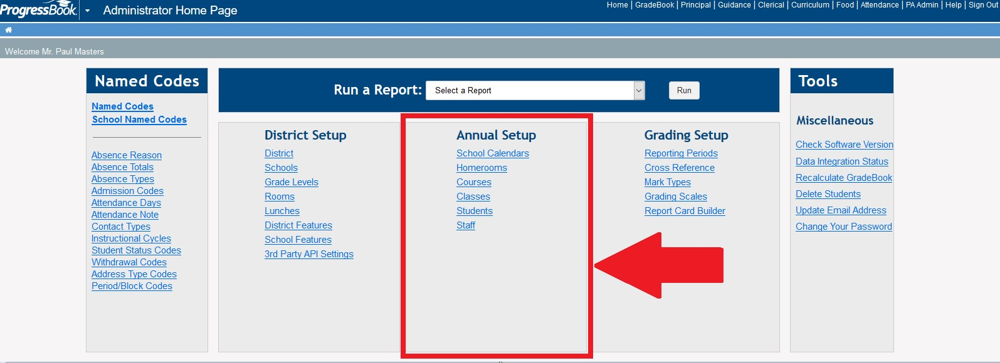 ProgressBook
Administrator Home Page
Home | GradeBook | Principal | Guidance | Clerical | Curriculum | Food | Attendance | PA Admin | Help | Sign Out
Welcome Mr. Paul Masters
Named Codes
Named Codes
School Named Codes
Absence Reason
Absence Totals
Absence Types
Admission Codes
Attendance Days
Attendance Note
Contact Types
Instructional Cycles
Student Status Codes
Withdrawal Codes
Address Type Codes
Period/Block Codes
Run a Report: Select a Report Run
District Setup
District
Schools
Grade Levels
Rooms
Lunches
District Features
School Features
3rd Party API Settings
Annual Setup
School Calendars
Homerooms
Courses
Classes
Students
Staff
Grading Setup
Reporting Periods
Cross Reference
Mark Types
Grading Scales
Report Card Builder
Tools
Miscellaneous
Check Software Version
Data Integration Status
Recalculate GradeBook
Delete Students
Update Email Address
Change Your Password